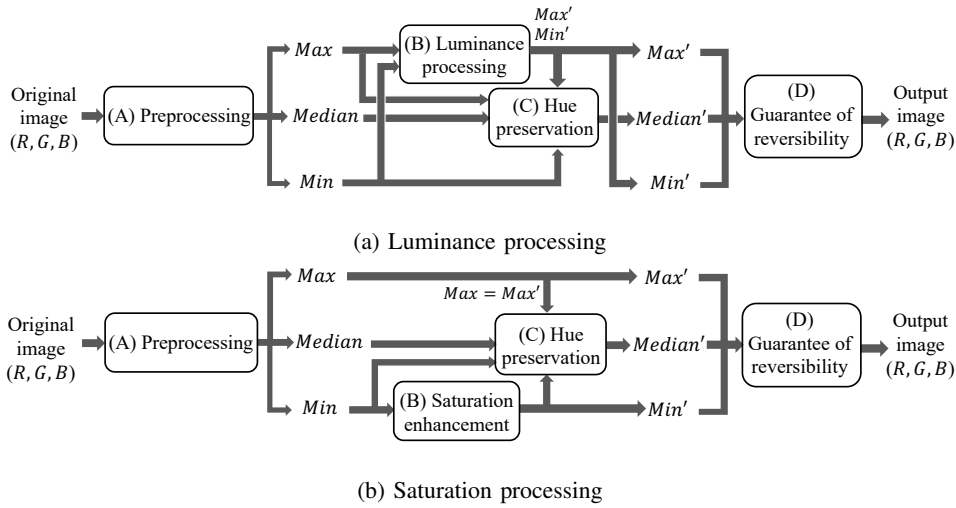 Max′
Min′
Max
(B) Luminance
processing
Max′
Original
image
(R, G, B)
(A) Preprocessing
Median
(C) Hue
preservation
Median′
(D)
Guarantee of
reversibility
Output
image
(R, G, B)
Min
Min′
(a) Luminance processing
Max
Max = Max′
Max′
Original
image
(R, G, B)
(A) Preprocessing
Median
(C) Hue
preservation
Median′
(D)
Guarantee of
reversibility
Output
image
(R, G, B)
Min
(B) Saturation
enhancement
Min′
(b) Saturation processing